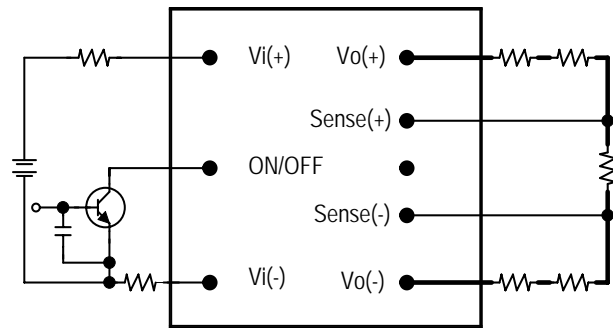 Vi(+) Vo(+)
Sense(+)
ON/OFF
Sense(-)
Vi(-) Vo(-)